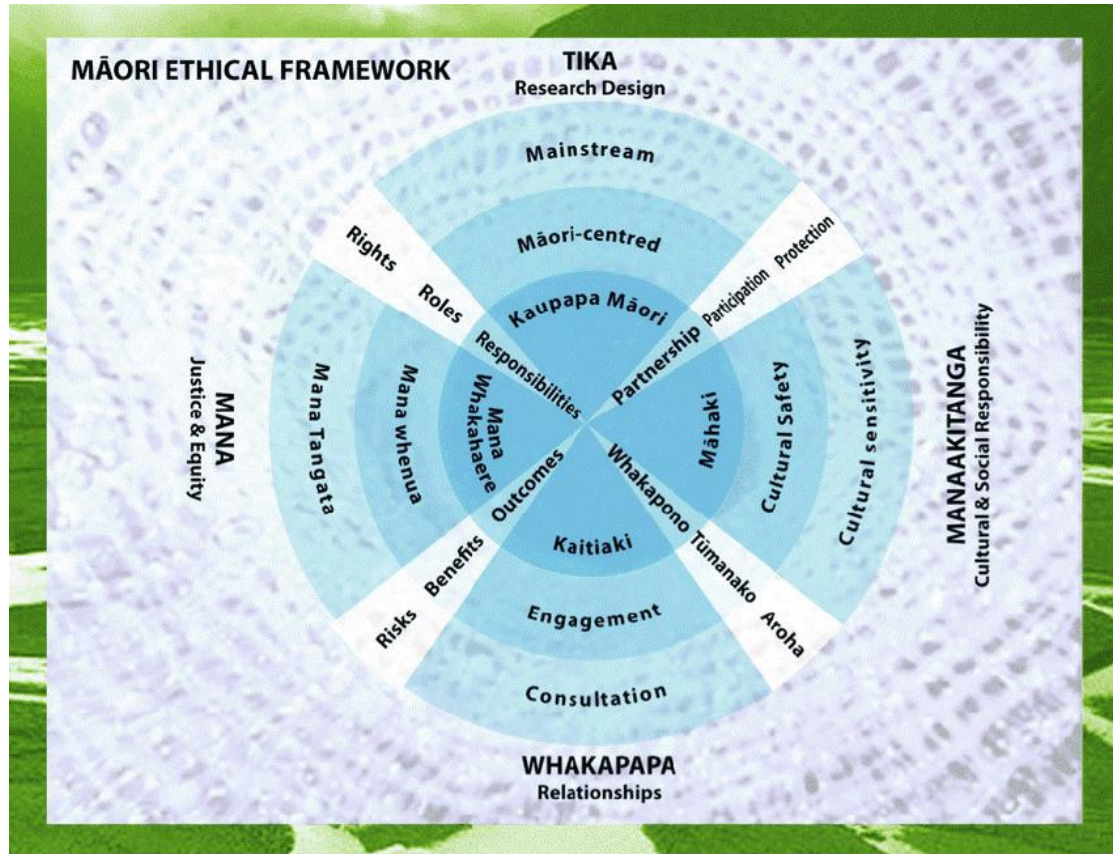 MĀORI ETHICAL FRAMEWORK
TIKA
Research Design
Mainstream
Māori-centred
Kaupapa Māori
Rights
Roles
Responsibilities
Protection
Participation
Partnership
MANA
Justice & Equity
Mana Tangata
Mana whenua
Mana
Whakahaere
Māhaki
Cultural Safety
Cultural sensitivity
MANAAKITANGA
Cultural & Social Responsibility
Outcomes
Benefits
Risks
Whakapono
Tūmanako
Aroha
Kaitiaki
Engagement
Consultation
WHAKAPAPA
Relationships